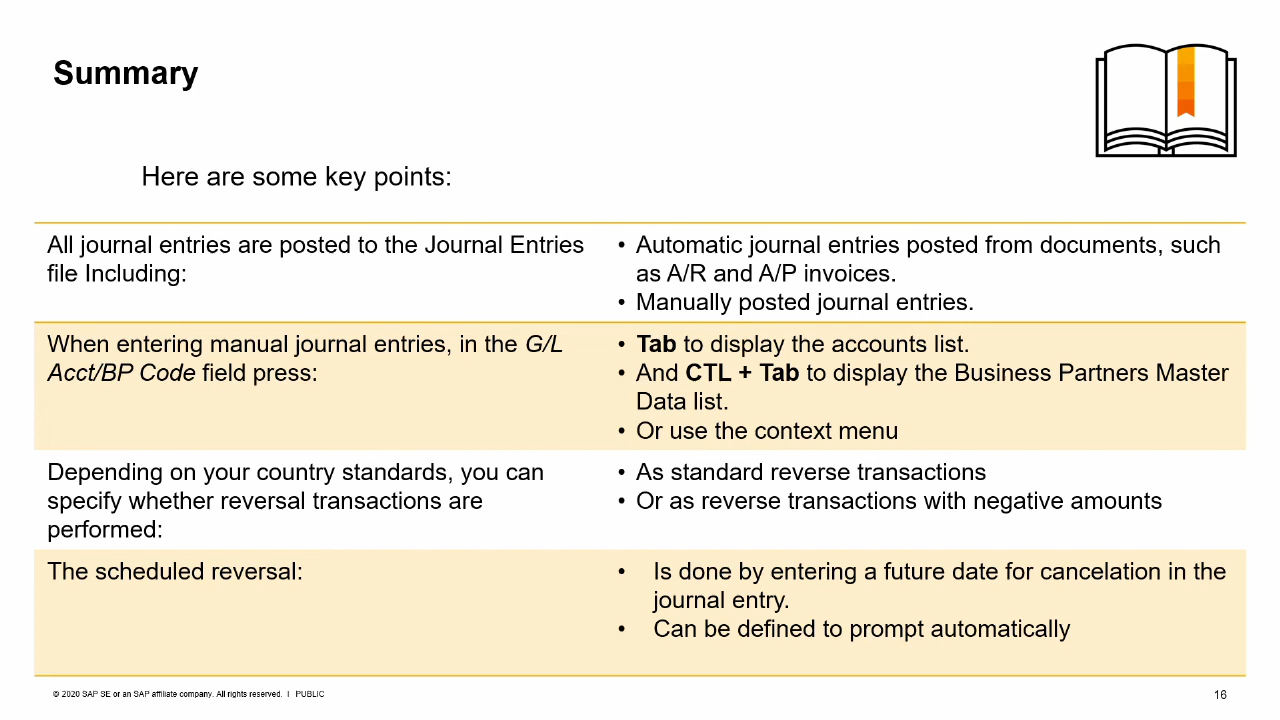 Summary
Here are some key points:
All journal entries are posted to the Journal Entries
file Including:
• Automatic journal entries posted from documents, such
as A/R and A/P invoices.
• Manually posted journal entries.
When entering manual journal entries, in the G/L
Acct/BP Code field press:
• Tab to display the accounts list.
• And CTL + Tab to display the Business Partners Master
Data list.
• Or use the context menu
Depending on your country standards, you can
specify whether reversal transactions are
performed:
• As standard reverse transactions
• Or as reverse transactions with negative amounts
The scheduled reversal:
• Is done by entering a future date for cancelation in the
journal entry.
• Can be defined to prompt automatically
© 2020 SAP SE or an SAP affiliate company. All rights reserved. I PUBLIC
16